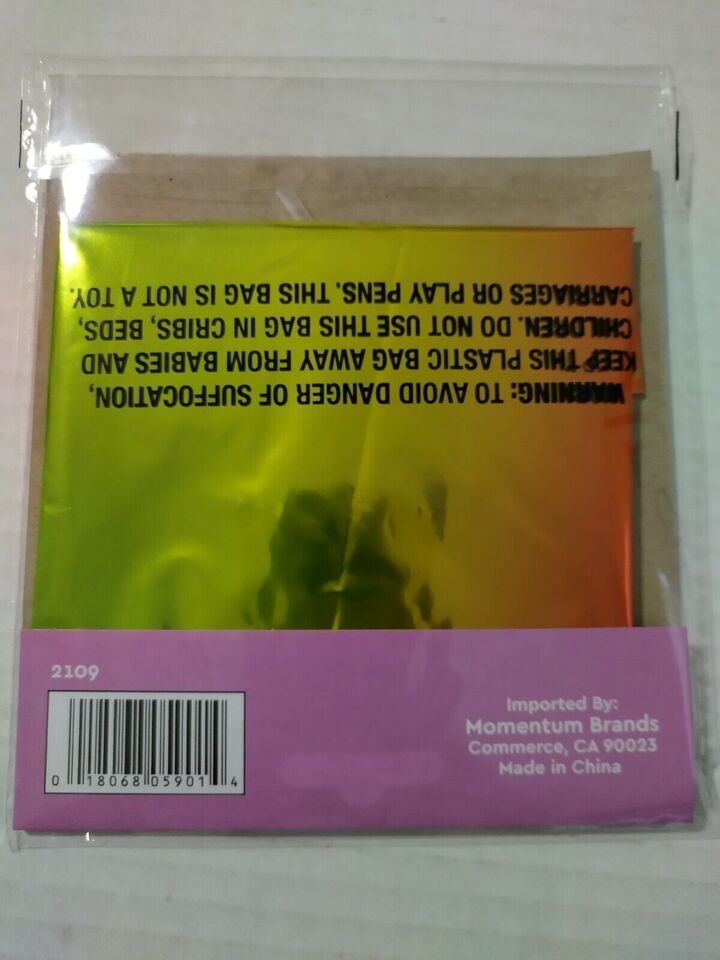 WARNING: TO AVOID DANGER OF SUFFOCATION,
KEEP THIS PLASTIC BAG AWAY FROM BABIES AND
CHILDREN. DO NOT USE THIS BAG IN CRIBS, BEDS,
CARRIAGES OR PLAY PENS. THIS BAG IS NOT A TOY.
2109
0 18068 05901 4
Imported By:
Momentum Brands
Commerce, CA 90023
Made in China